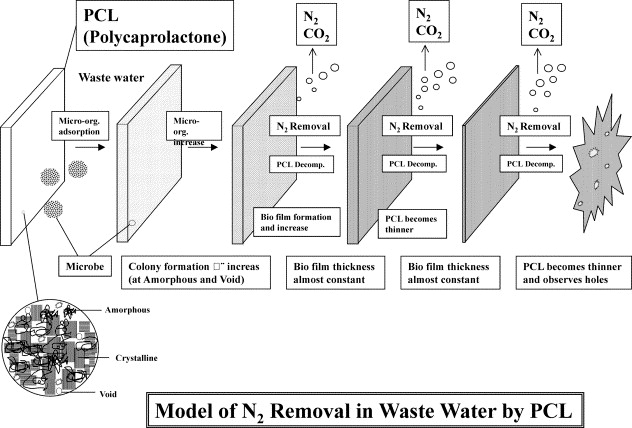 PCL
(Polycaprolactone)
N2
CO2
N2
CO2
N2
CO2
Waste water
Micro-org.
adsorption
Micro-
org.
increase
N2 Removal
N2 Removal
N2 Removal
PCL Decomp.
PCL Decomp.
PCL Decomp.
Bio film formation
and increase
PCL becomes
thinner
Microbe
Colony formation □¨ increas
(at Amorphous and Void)
Bio film thickness
almost constant
Bio film thickness
almost constant
PCL becomes thinner
and observes holes
Amorphous
Crystalline
Void
Model of N2 Removal in Waste Water by PCL